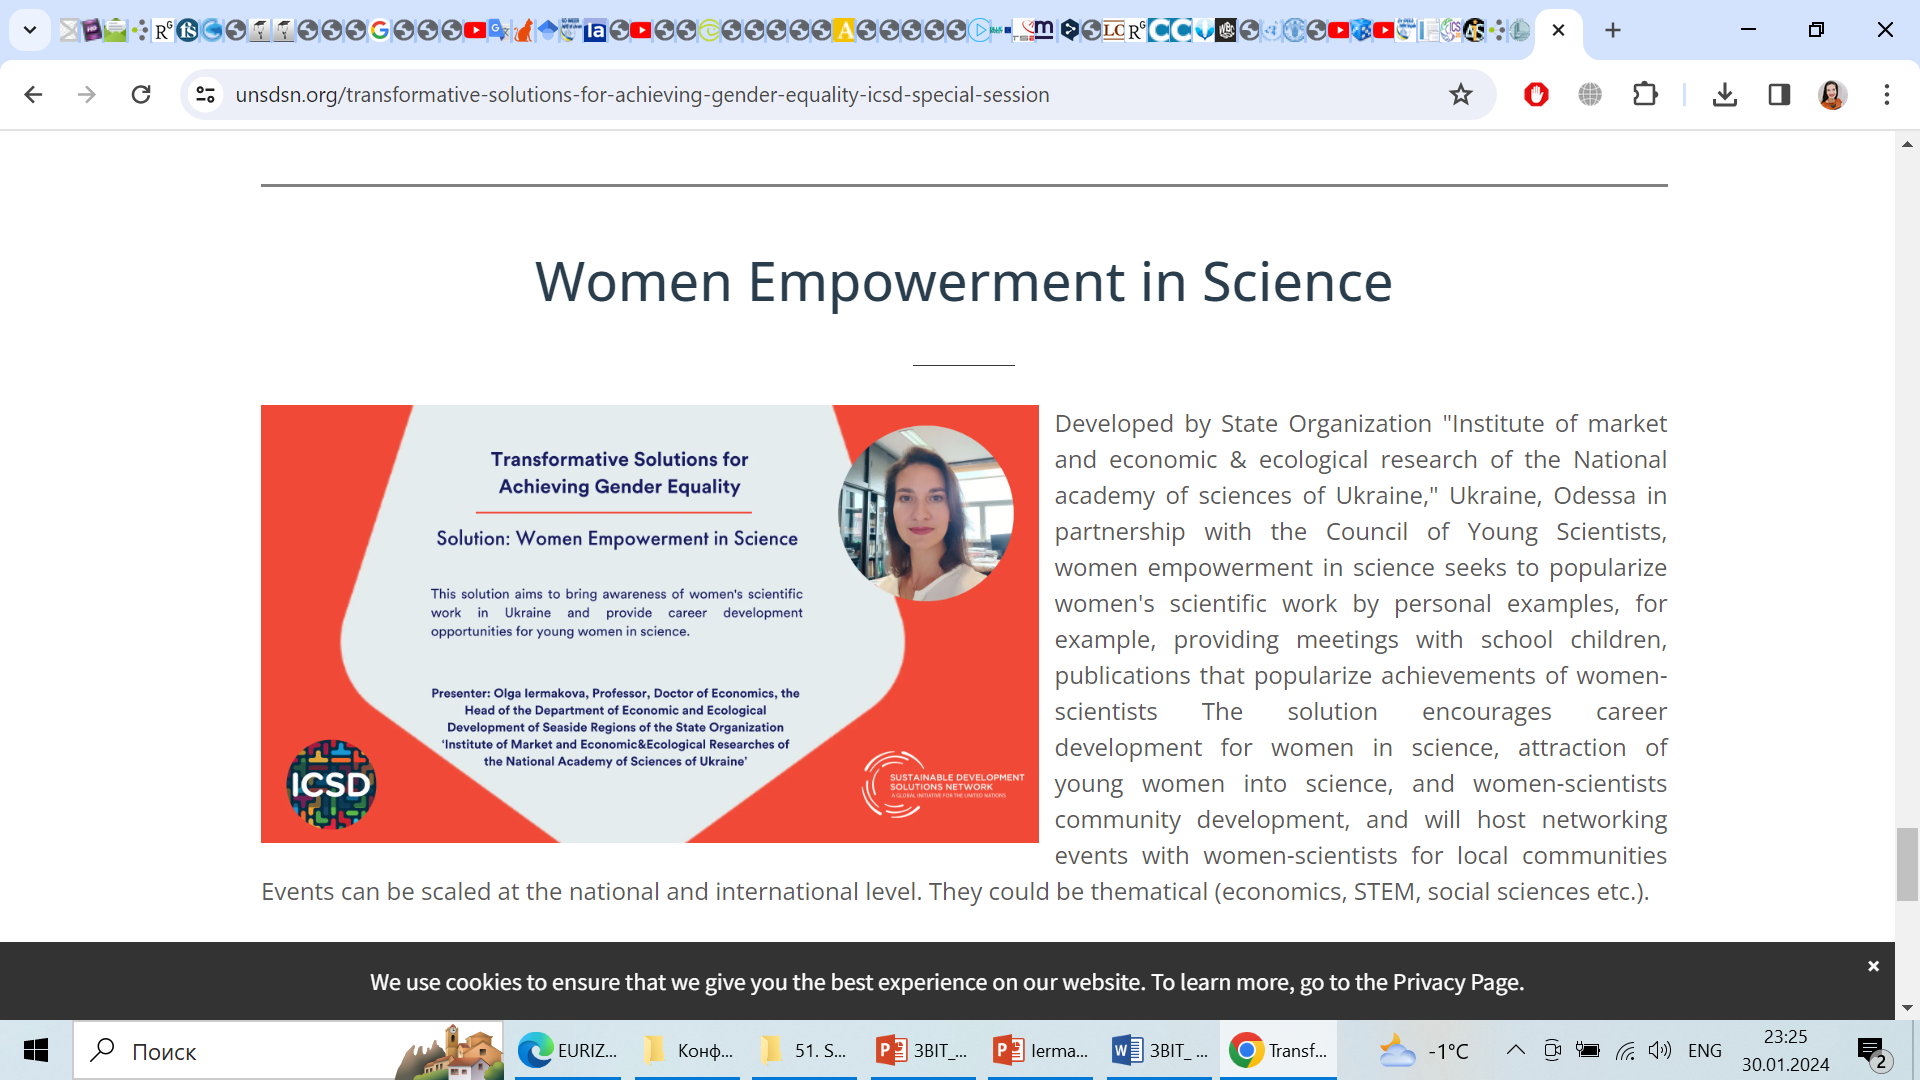 unsdsn.org/transformative-solutions-for-achieving-gender-equality-icsd-special-session
Women Empowerment in Science
Transformative Solutions for
Achieving Gender Equality
Solution: Women Empowerment in Science
This solution aims to bring awareness of women's scientific
work in Ukraine and provide career development
opportunities for young women in science.
Presenter: Olga Iermakova, Professor, Doctor of Economics, the
Head of the Department of Economic and Ecological
Development of Seaside Regions of the State Organization
'Institute of Market and Economic&Ecological Researches of
the National Academy of Sciences of Ukraine'
ICSD
SUSTAINABLE DEVELOPMENT
SOLUTIONS NETWORK
A GLOBAL INITIATIVE FOR THE UNITED NATIONS
Developed by State Organization "Institute of market
and economic & ecological research of the National
academy of sciences of Ukraine," Ukraine, Odessa in
partnership with the Council of Young Scientists,
women empowerment in science seeks to popularize
women's scientific work by personal examples, for
example, providing meetings with school children,
publications that popularize achievements of women-
scientists The solution encourages career
development for women in science, attraction of
young women into science, and women-scientists
community development, and will host networking
events with women-scientists for local communities
Events can be scaled at the national and international level. They could be thematical (economics, STEM, social sciences etc.).
We use cookies to ensure that we give you the best experience on our website. To learn more, go to the Privacy Page.
Поиск
EURIZ...
Конф...
51. S...
3BIT_...
Ierma...
3BIT_ ...
Transf...
-1°C
ENG
23:25
30.01.2024
2